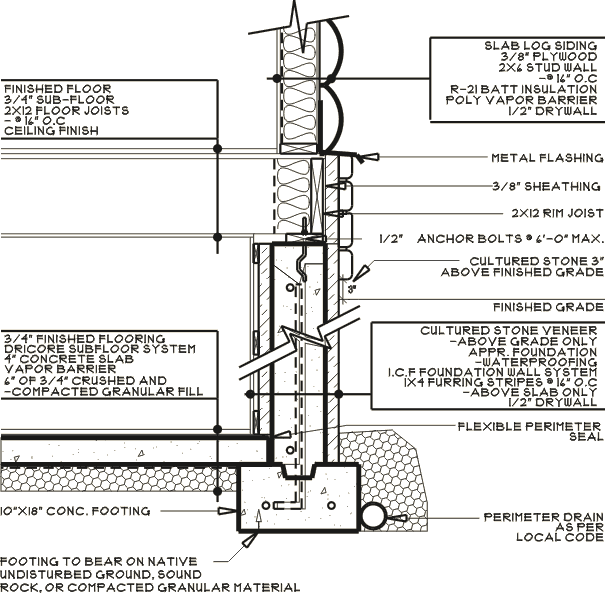 SLAB LOG SIDING
3/8" PLYWOOD
2X6 STUD WALL
-@ 16" O.C
R-21 BATT INSULATION
POLY VAPOR BARRIER
1/2" DRYWALL
FINISHED FLOOR
3/4" SUB-FLOOR
2X12 FLOOR JOISTS
- @ 16" O.C
CEILING FINISH
METAL FLASHING
3/8" SHEATHING
2X12 RIM JOIST
1/2" ANCHOR BOLTS @ 6'-0" MAX.
CULTURED STONE 3"
ABOVE FINISHED GRADE
3"
FINISHED GRADE
3/4" FINISHED FLOORING
DRICORE SUBFLOOR SYSTEM
4" CONCRETE SLAB
VAPOR BARRIER
6" OF 3/4" CRUSHED AND
-COMPACTED GRANULAR FILL
CULTURED STONE VENEER
-ABOVE GRADE ONLY
APPR. FOUNDATION
-WATERPROOFING
I.C.F FOUNDATION WALL SYSTEM
1X4 FURRING STRIPES @ 16" O.C
-ABOVE SLAB ONLY
1/2" DRYWALL
FLEXIBLE PERIMETER
SEAL
10"X18" CONC. FOOTING
PERIMETER DRAIN
AS PER
LOCAL CODE
FOOTING TO BEAR ON NATIVE
UNDISTURBED GROUND, SOUND
ROCK, OR COMPACTED GRANULAR MATERIAL